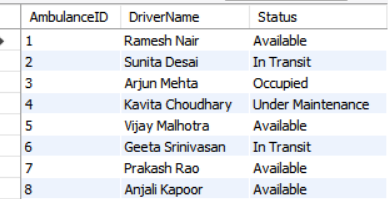 AmbulanceID DriverName Status
1 Ramesh Nair Available
2 Sunita Desai In Transit
3 Arjun Mehta Occupied
4 Kavita Choudhary Under Maintenance
5 Vijay Malhotra Available
6 Geeta Srinivasan In Transit
7 Prakash Rao Available
8 Anjali Kapoor Available